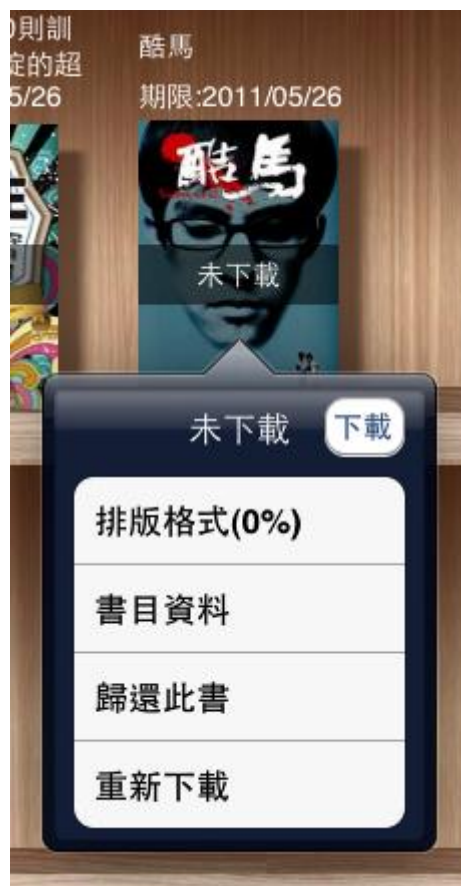 0則訓
定的超
5/26
酷馬
期限:2011/05/26
酷馬
未下載
未下載
下載
排版格式(0%)
書目資料
歸還此書
重新下載